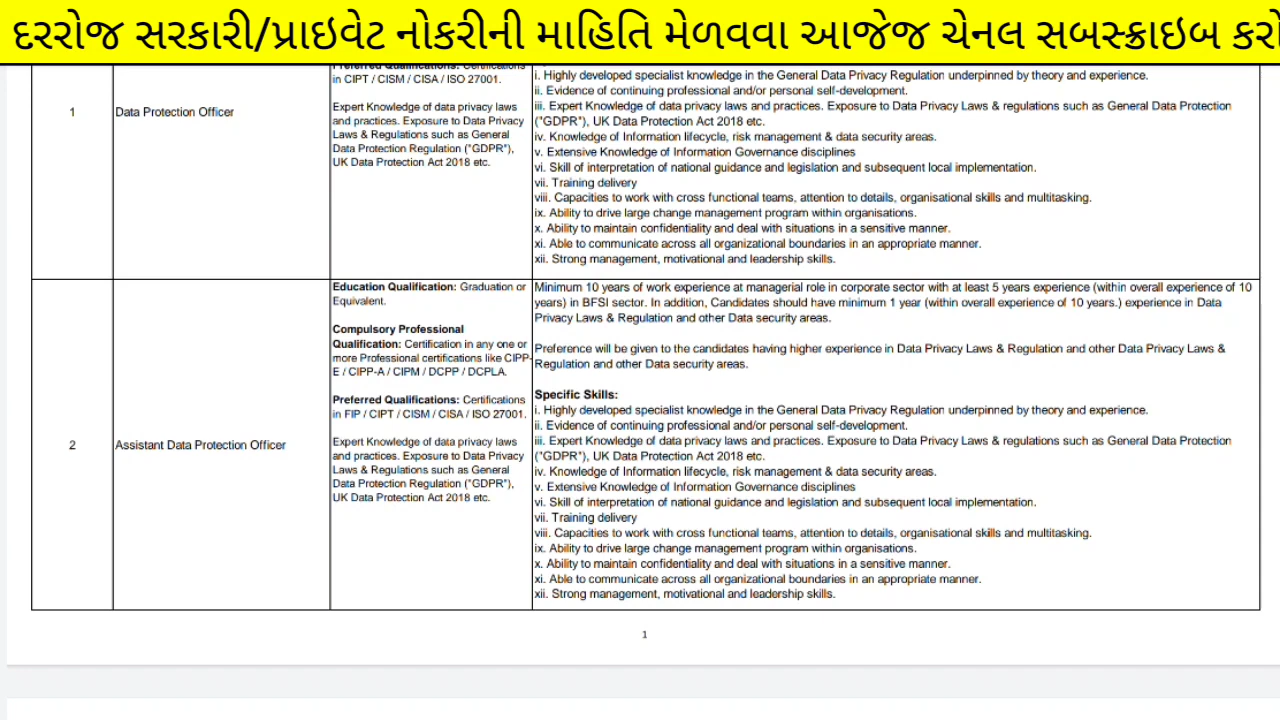 દરરોજ સરકારી/પ્રાઇવેટ નોકરીની માહિતિ મેળવવા આજેજ ચેનલ સબસ્ક્રાઇબ કરો
1
Data Protection Officer
Preferred Qualifications: Certifications
in CIPT / CISM / CISA / ISO 27001.
Expert Knowledge of data privacy laws
and practices. Exposure to Data Privacy
Laws & Regulations such as General
Data Protection Regulation ("GDPR"),
UK Data Protection Act 2018 etc.
i. Highly developed specialist knowledge in the General Data Privacy Regulation underpinned by theory and experience.
ii. Evidence of continuing professional and/or personal self-development.
iii. Expert Knowledge of data privacy laws and practices. Exposure to Data Privacy Laws & regulations such as General Data Protection
("GDPR"), UK Data Protection Act 2018 etc.
iv. Knowledge of Information lifecycle, risk management & data security areas.
v. Extensive Knowledge of Information Governance disciplines
vi. Skill of interpretation of national guidance and legislation and subsequent local implementation.
vii. Training delivery
viii. Capacities to work with cross functional teams, attention to details, organisational skills and multitasking.
ix. Ability to drive large change management program within organisations.
x. Ability to maintain confidentiality and deal with situations in a sensitive manner.
xi. Able to communicate across all organizational boundaries in an appropriate manner.
xii. Strong management, motivational and leadership skills.
2
Assistant Data Protection Officer
Education Qualification: Graduation or
Equivalent.
Compulsory Professional
Qualification: Certification in any one or
more Professional certifications like CIPP-
E / CIPP-A / CIPM / DCPP / DCPLA.
Preferred Qualifications: Certifications
in FIP / CIPT / CISM / CISA / ISO 27001.
Expert Knowledge of data privacy laws
and practices. Exposure to Data Privacy
Laws & Regulations such as General
Data Protection Regulation ("GDPR"),
UK Data Protection Act 2018 etc.
Minimum 10 years of work experience at managerial role in corporate sector with at least 5 years experience (within overall experience of 10
years) in BFSI sector. In addition, Candidates should have minimum 1 year (within overall experience of 10 years.) experience in Data
Privacy Laws & Regulation and other Data security areas.
Preference will be given to the candidates having higher experience in Data Privacy Laws & Regulation and other Data Privacy Laws &
Regulation and other Data security areas.
Specific Skills:
i. Highly developed specialist knowledge in the General Data Privacy Regulation underpinned by theory and experience.
ii. Evidence of continuing professional and/or personal self-development.
iii. Expert Knowledge of data privacy laws and practices. Exposure to Data Privacy Laws & regulations such as General Data Protection
("GDPR"), UK Data Protection Act 2018 etc.
iv. Knowledge of Information lifecycle, risk management & data security areas.
v. Extensive Knowledge of Information Governance disciplines
vi. Skill of interpretation of national guidance and legislation and subsequent local implementation.
vii. Training delivery
viii. Capacities to work with cross functional teams, attention to details, organisational skills and multitasking.
ix. Ability to drive large change management program within organisations.
x. Ability to maintain confidentiality and deal with situations in a sensitive manner.
xi. Able to communicate across all organizational boundaries in an appropriate manner.
xii. Strong management, motivational and leadership skills.
1